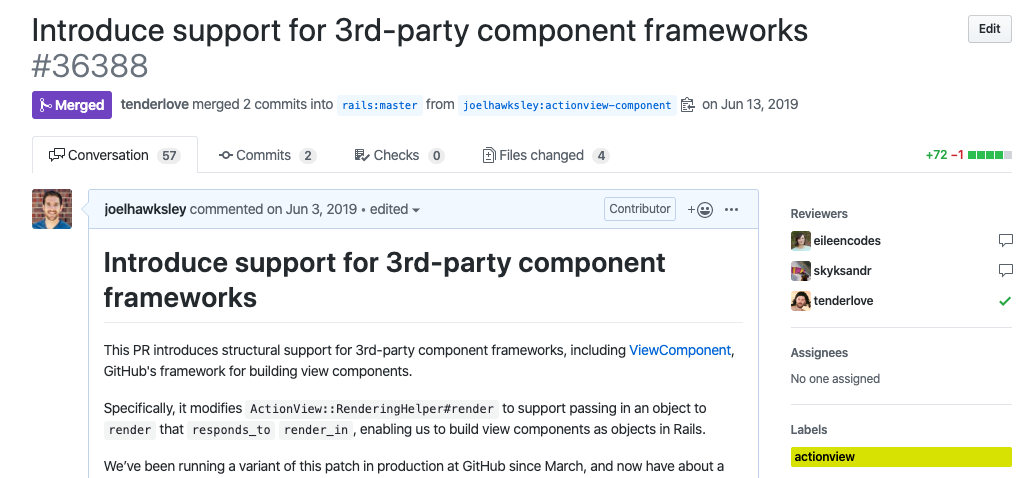 Introduce support for 3rd-party component frameworks
#36388
Edit
Merged
tenderlove merged 2 commits into rails:master from joelhawksley:actionview-component on Jun 13, 2019
Conversation 57
Commits 2
Checks 0
Files changed 4
+72 −1
joelhawksley commented on Jun 3, 2019 • edited
Contributor
Introduce support for 3rd-party component
frameworks
This PR introduces structural support for 3rd-party component frameworks, including ViewComponent,
GitHub's framework for building view components.
Specifically, it modifies ActionView::RenderingHelper#render to support passing in an object to
render that responds_to render_in, enabling us to build view components as objects in Rails.
We've been running a variant of this patch in production at GitHub since March, and now have about a
Reviewers
eileencodes
skyksandr
tenderlove
Assignees
No one assigned
Labels
actionview